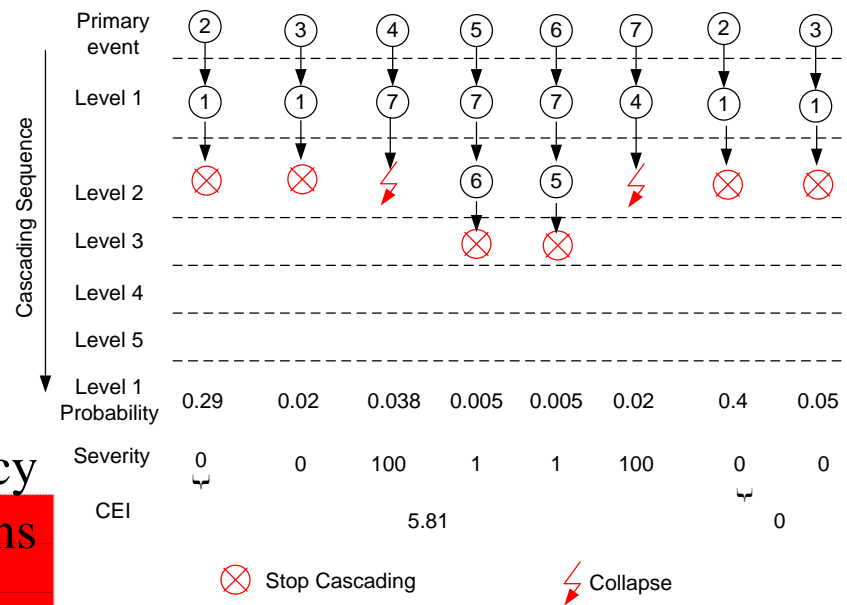 Primary event 2 3 4 5 6 7 2 3
Level 1 1 1 7 7 7 4 1 1
Level 2 6 5
Level 3
Level 4
Level 5
Cascading Sequence
Level 1 Probability 0.29 0.02 0.038 0.005 0.005 0.02 0.4 0.05
Severity 0 0 100 1 1 100 0 0
CEI 5.81 0
Stop Cascading Collapse
cy
ns